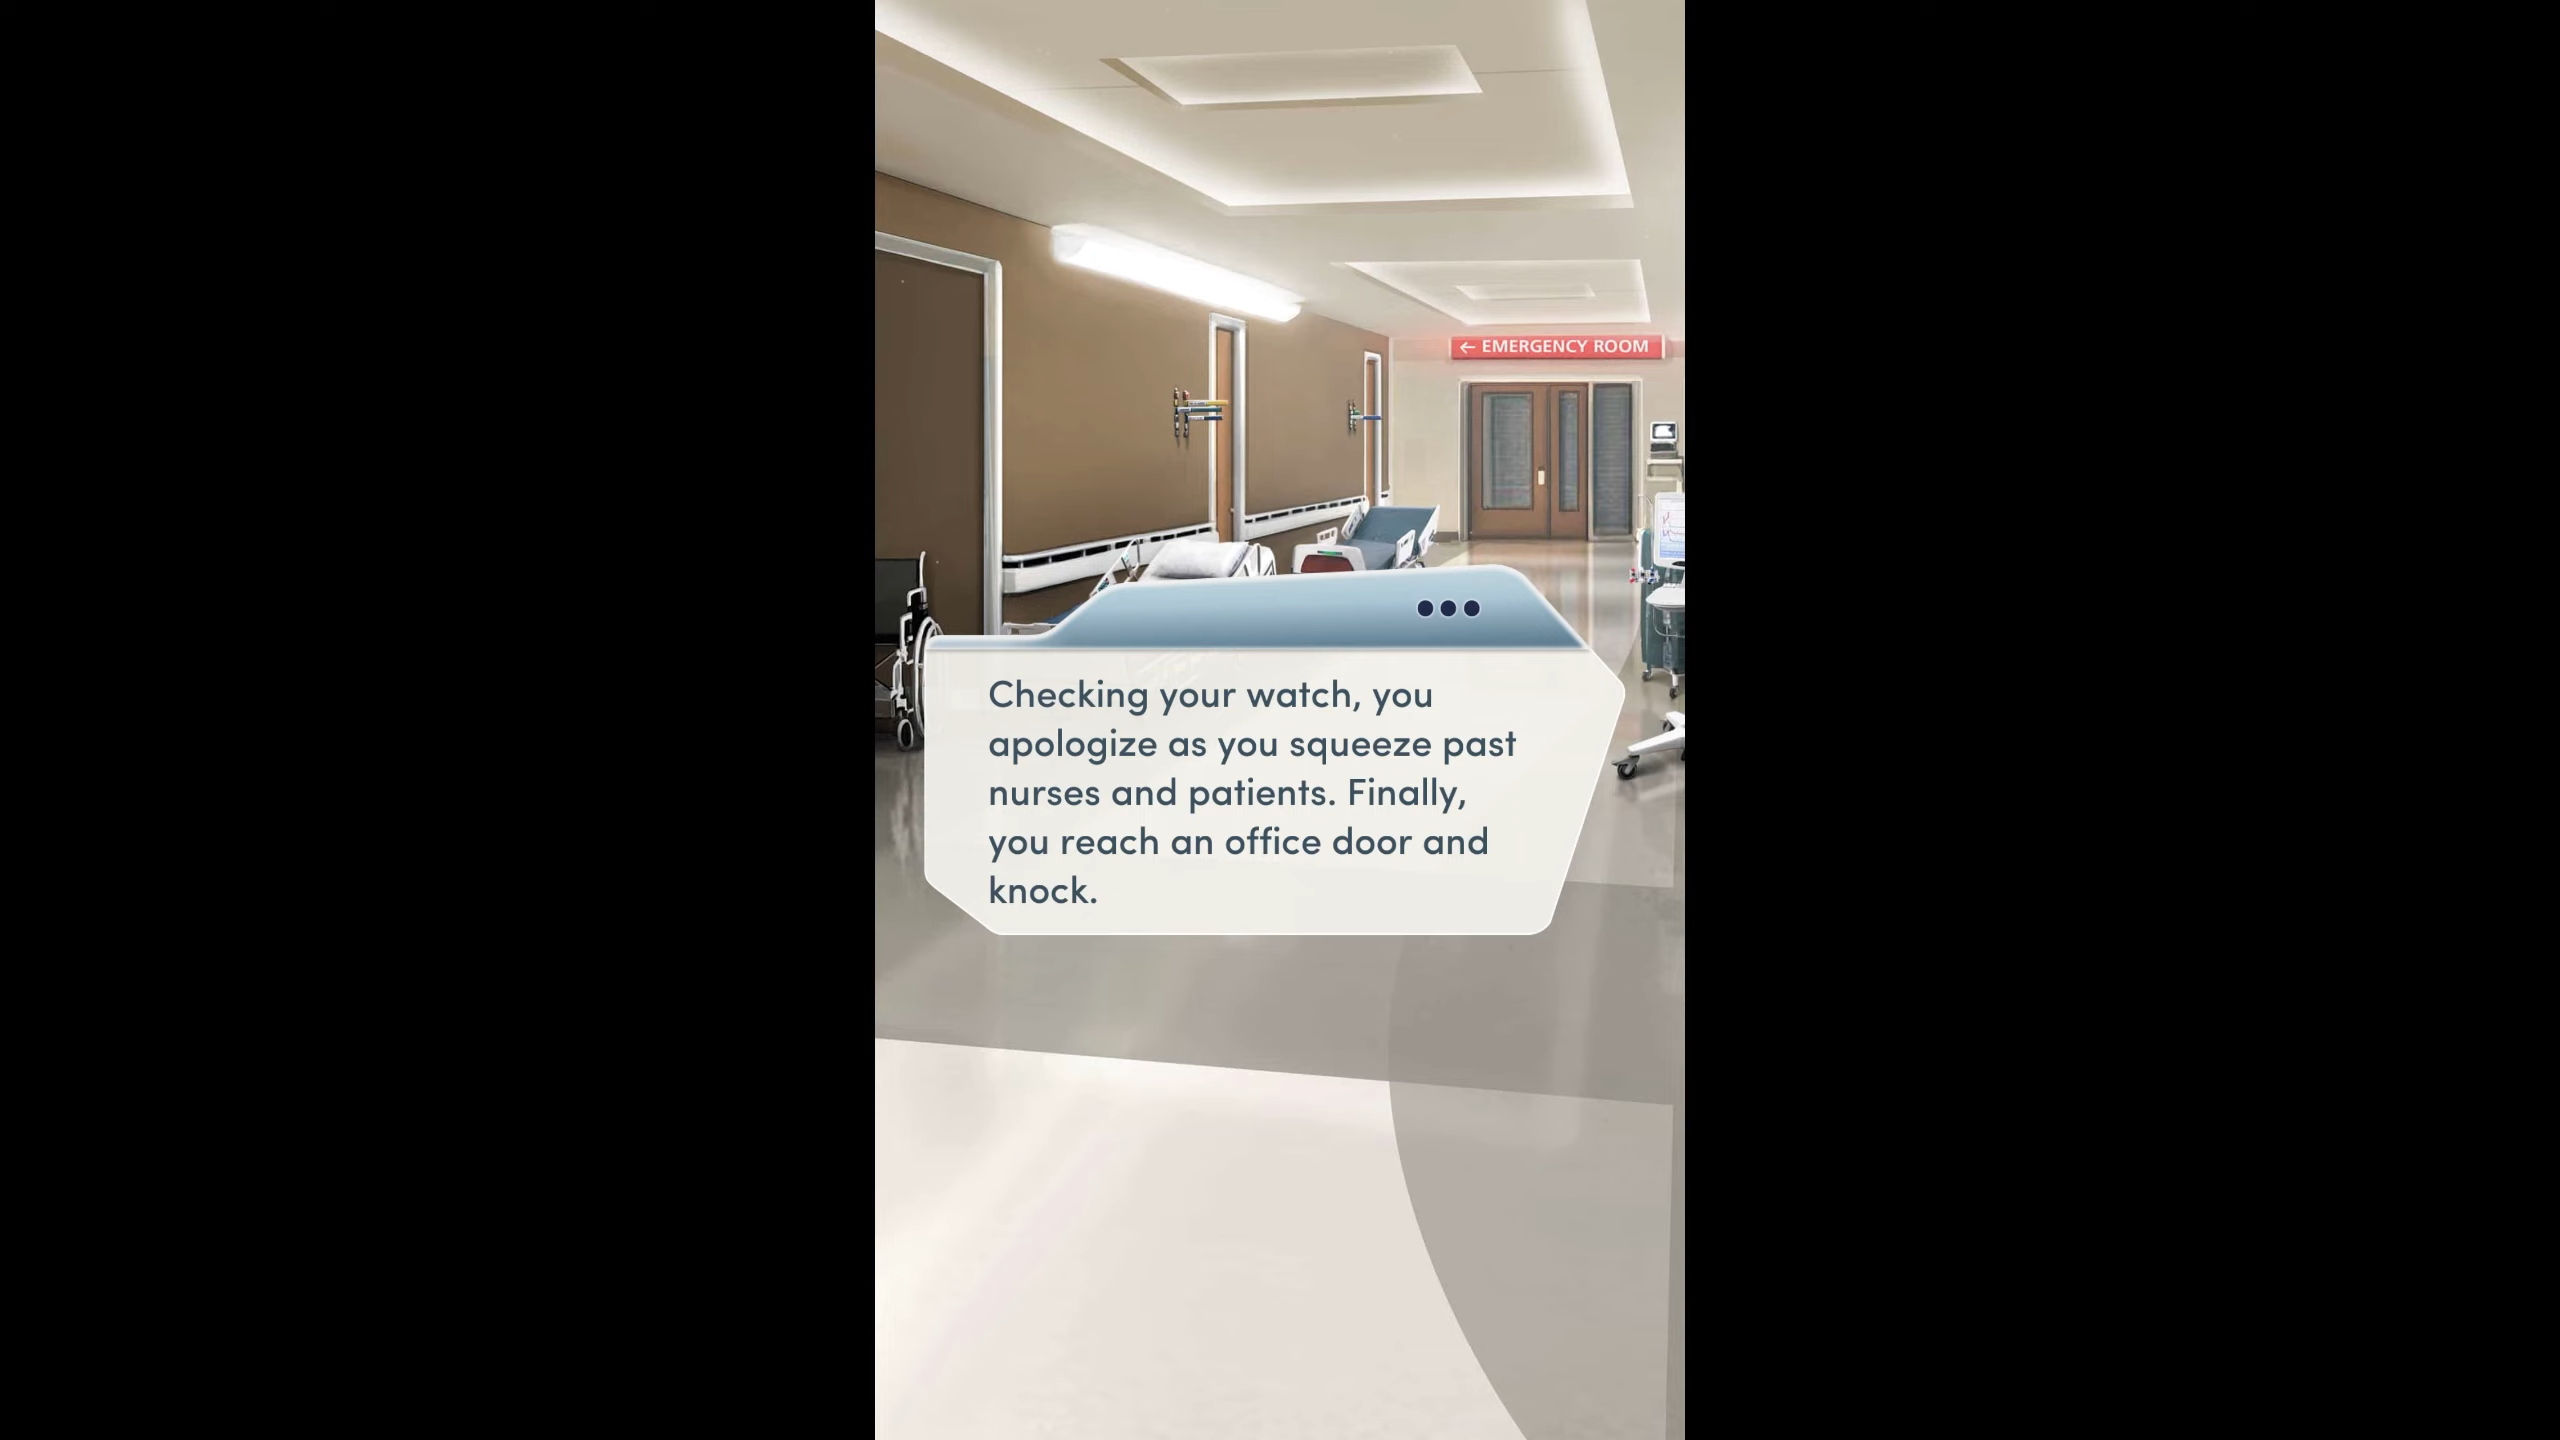 ← EMERGENCY ROOM
Checking your watch, you
apologize as you squeeze past
nurses and patients. Finally,
you reach an office door and
knock.